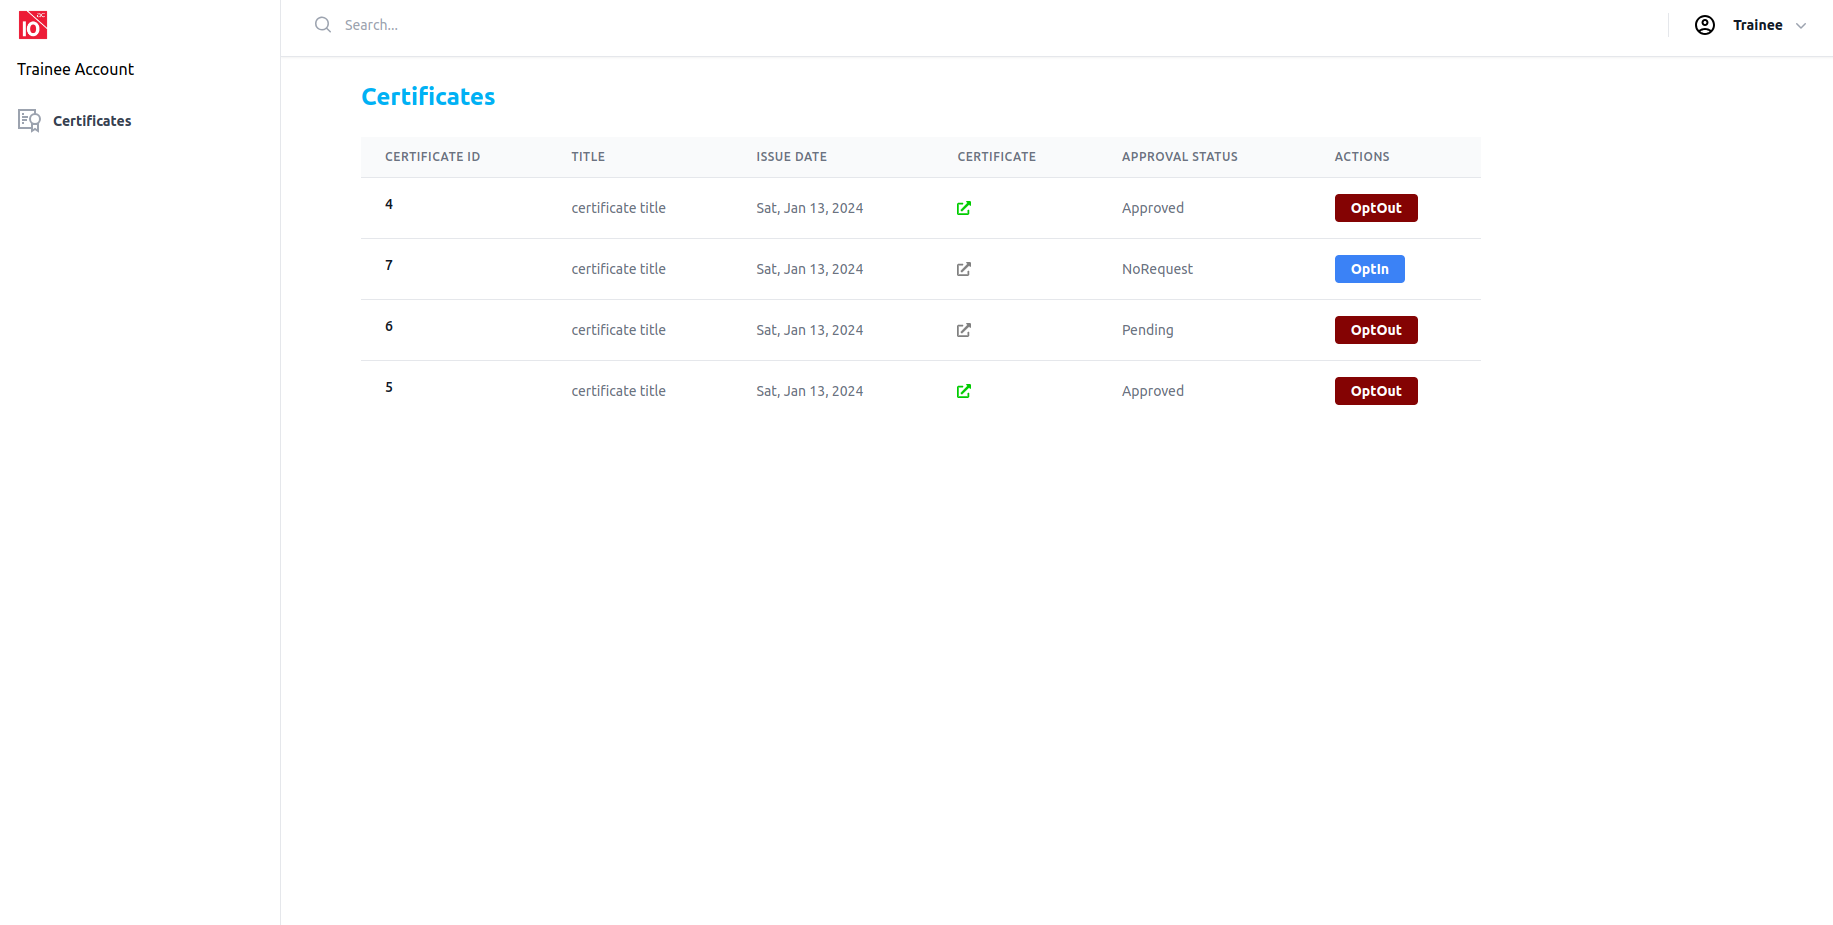 IO
Search...
Trainee
Trainee Account
Certificates
Certificates
CERTIFICATE ID TITLE ISSUE DATE CERTIFICATE APPROVAL STATUS ACTIONS
4 certificate title Sat, Jan 13, 2024 Approved OptOut
7 certificate title Sat, Jan 13, 2024 NoRequest OptIn
6 certificate title Sat, Jan 13, 2024 Pending OptOut
5 certificate title Sat, Jan 13, 2024 Approved OptOut